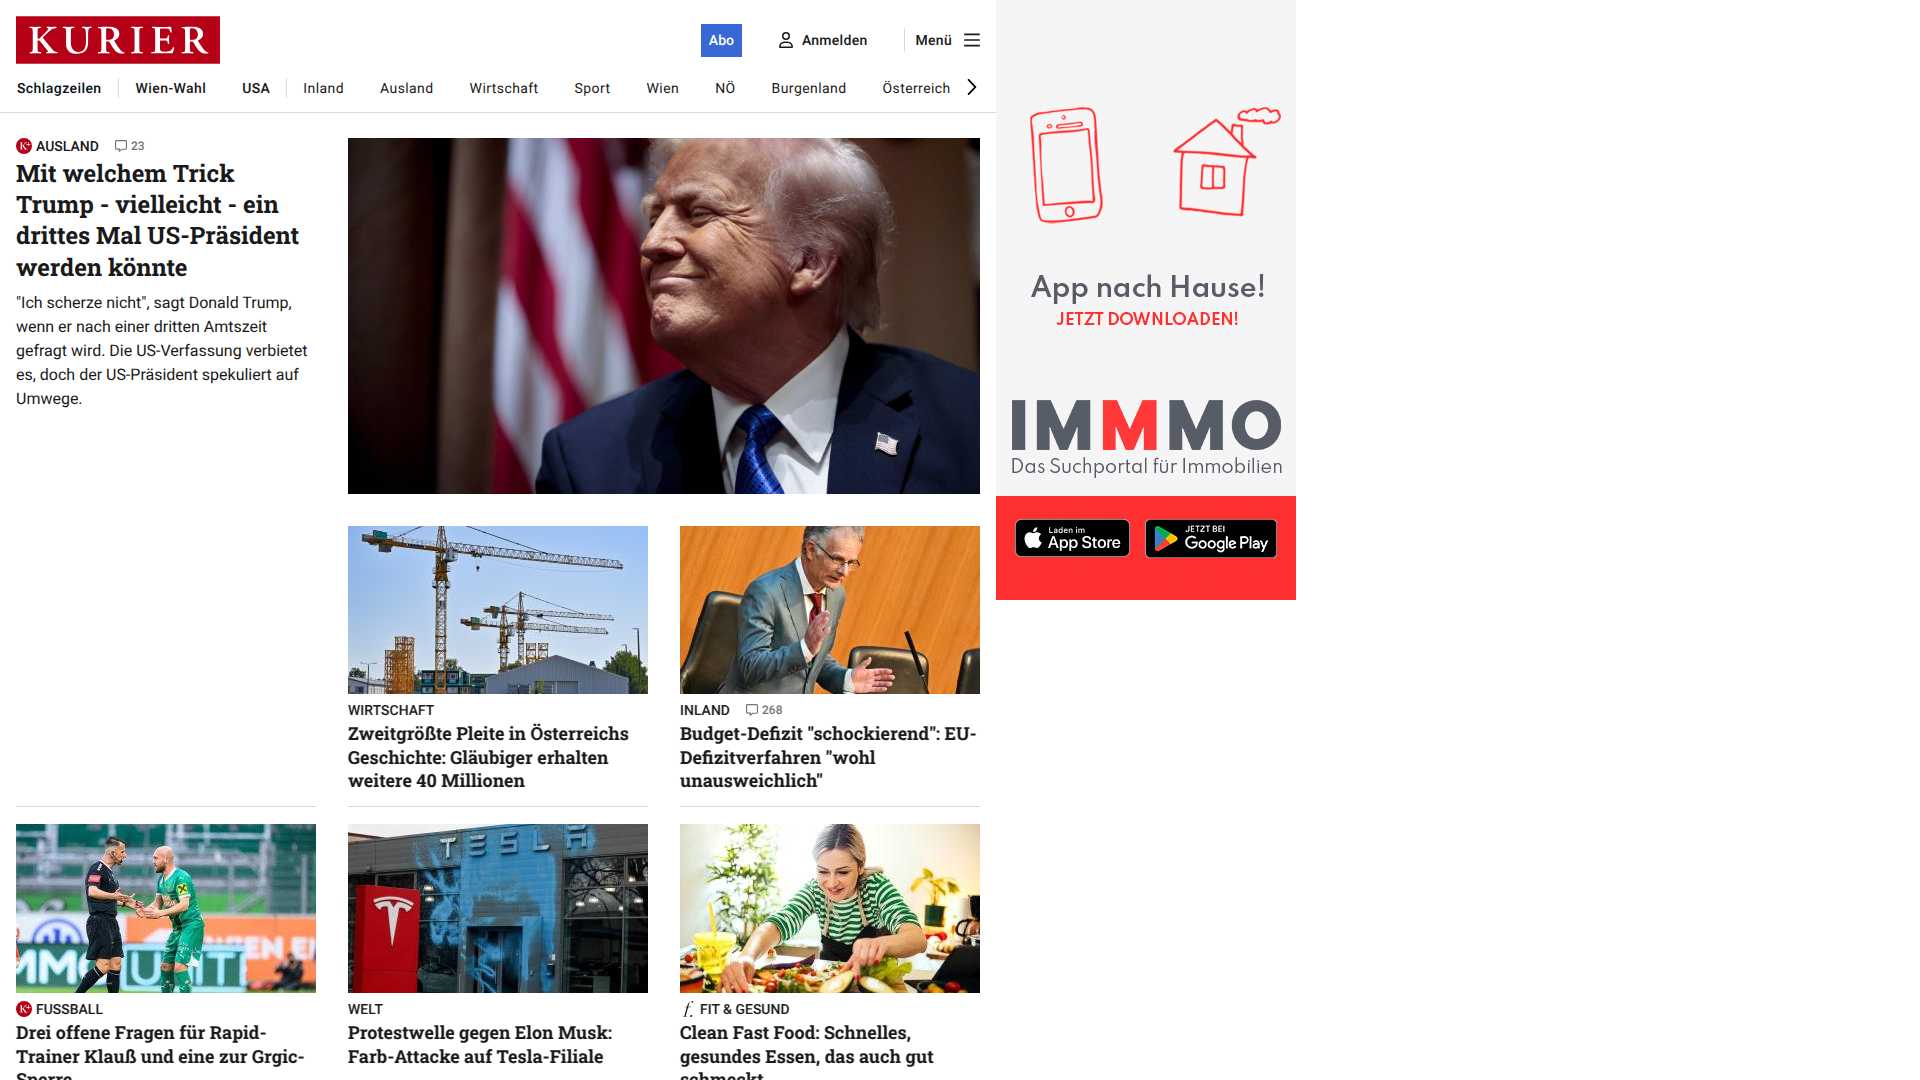 KURIER
Abo
Anmelden
Menü
Schlagzeilen
Wien-Wahl
USA
Inland
Ausland
Wirtschaft
Sport
Wien
NÖ
Burgenland
Österreich
AUSLAND
23
Mit welchem Trick
Trump - vielleicht - ein
drittes Mal US-Präsident
werden könnte
"Ich scherze nicht", sagt Donald Trump,
wenn er nach einer dritten Amtszeit
gefragt wird. Die US-Verfassung verbietet
es, doch der US-Präsident spekuliert auf
Umwege.
App nach Hause!
JETZT DOWNLOADEN!
IMMMO
Das Suchportal für Immobilien
Laden im
App Store
JETZT BEI
Google Play
WIRTSCHAFT
Zweitgrößte Pleite in Österreichs
Geschichte: Gläubiger erhalten
weitere 40 Millionen
INLAND
268
Budget-Defizit "schockierend": EU-
Defizitverfahren "wohl
unausweichlich"
TESLA
FUSSBALL
Drei offene Fragen für Rapid-
Trainer Klauß und eine zur Grgic-
Sperre
WELT
Protestwelle gegen Elon Musk:
Farb-Attacke auf Tesla-Filiale
FIT & GESUND
Clean Fast Food: Schnelles,
gesundes Essen, das auch gut
schmeckt